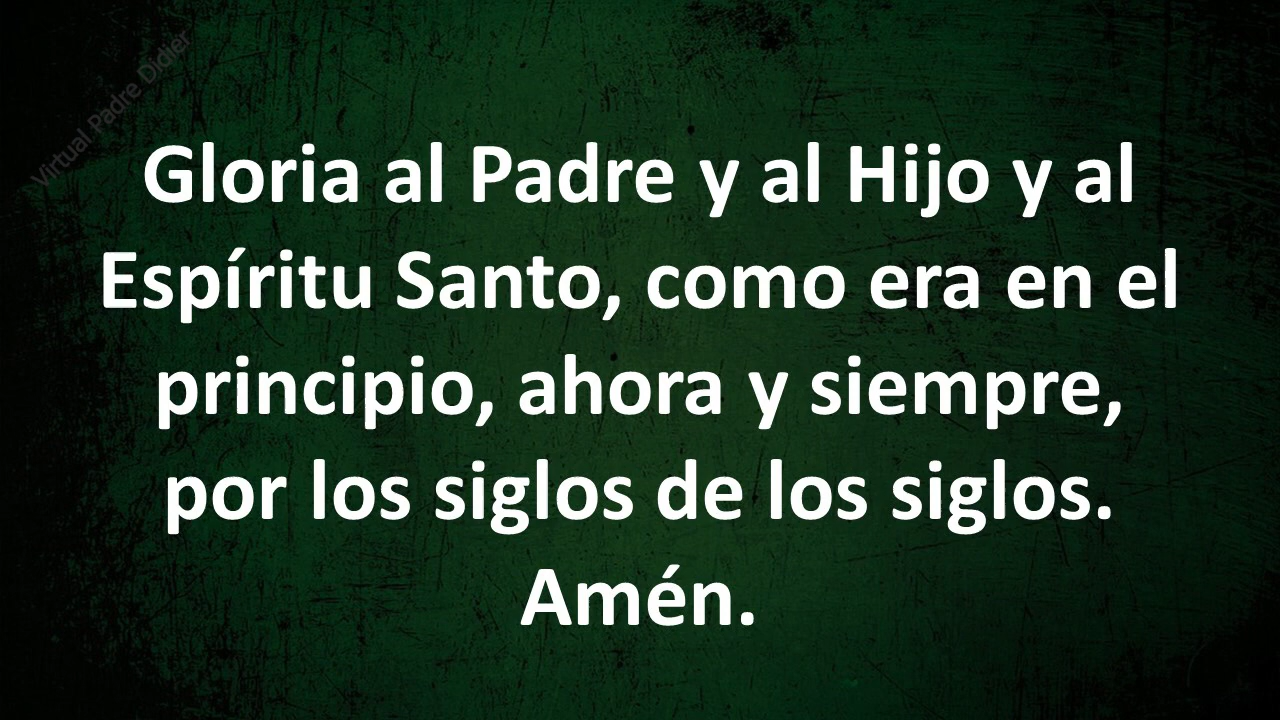 Virtual Padre Didier
Gloria al Padre y al Hijo y al
Espíritu Santo, como era en el
principio, ahora y siempre,
por los siglos de los siglos.
Amén.